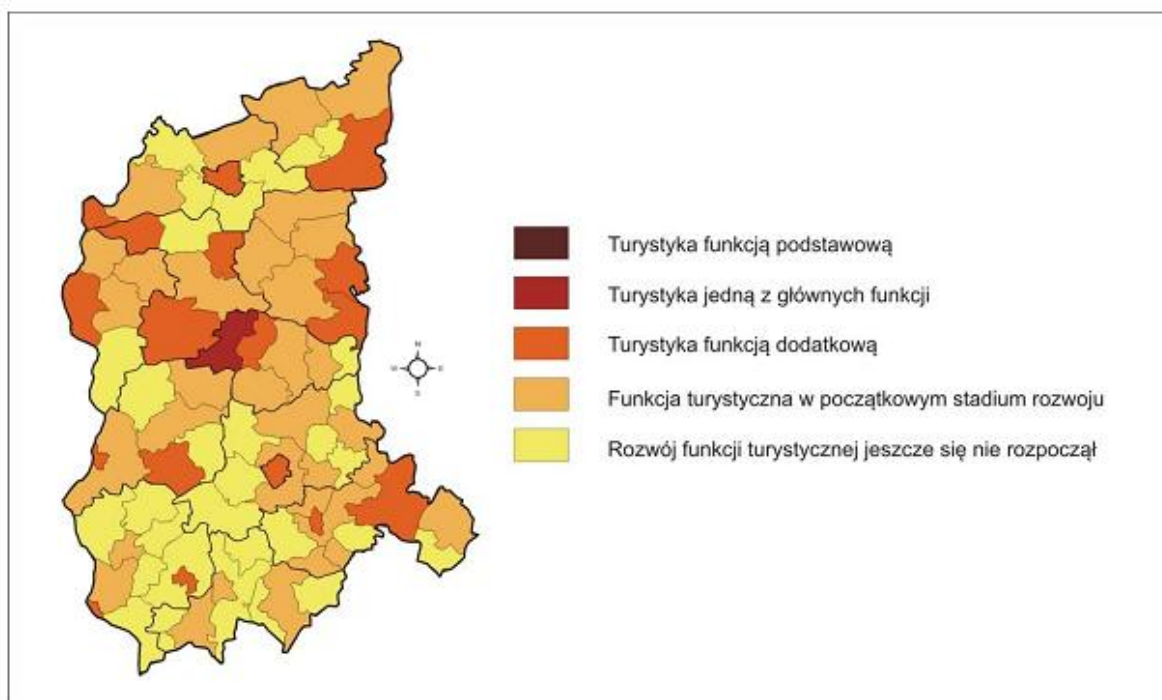 Turystyka funkcją podstawową
Turystyka jedną z głównych funkcji
Turystyka funkcją dodatkową
N
W
E
S
Funkcja turystyczna w początkowym stadium rozwoju
Rozwój funkcji turystycznej jeszcze się nie rozpoczął